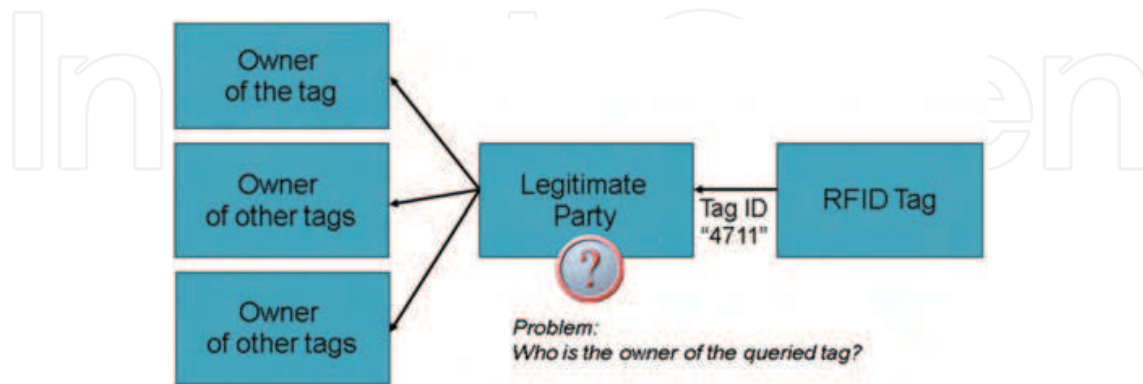 Owner
of the tag
Owner
of other tags
Owner
of other tags
Legitimate
Party
?
Tag ID
"4711"
RFID Tag
Problem:
Who is the owner of the queried tag?